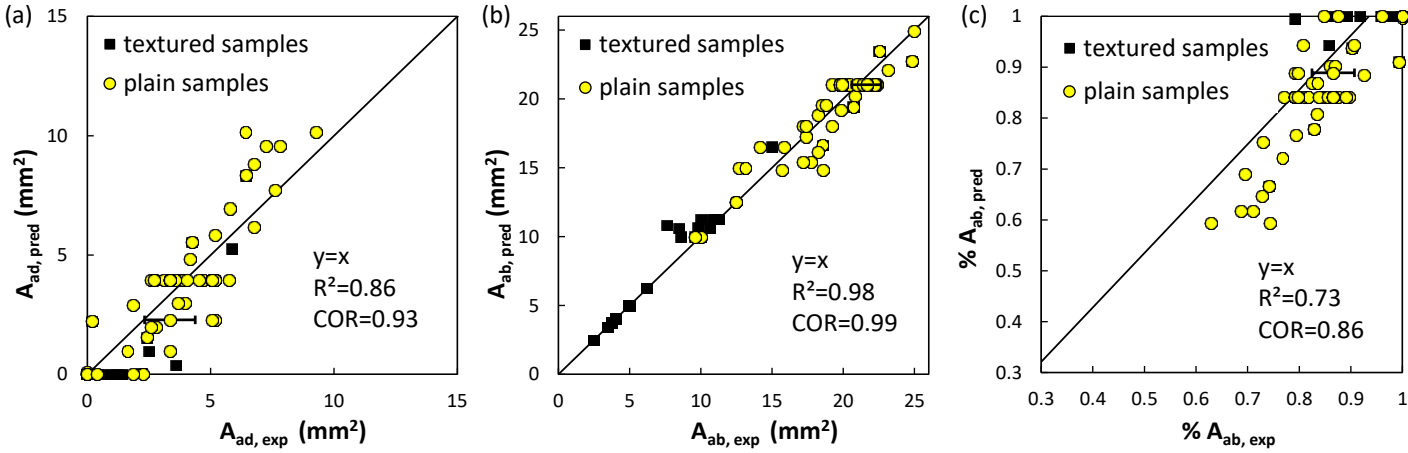 (a)
15
10
5
0
A_ad, pred (mm²)
textured samples
plain samples
y=x
R²=0.86
COR=0.93
0
5
10
15
A_ad, exp (mm²)
(b)
25
20
15
10
5
0
A_ab, pred (mm²)
textured samples
plain samples
y=x
R²=0.98
COR=0.99
0
5
10
15
20
25
A_ab, exp (mm²)
(c)
1
0.9
0.8
0.7
0.6
0.5
0.4
0.3
% A_ab, pred
textured samples
plain samples
y=x
R²=0.73
COR=0.86
0.3
0.4
0.5
0.6
0.7
0.8
0.9
1
% A_ab, exp